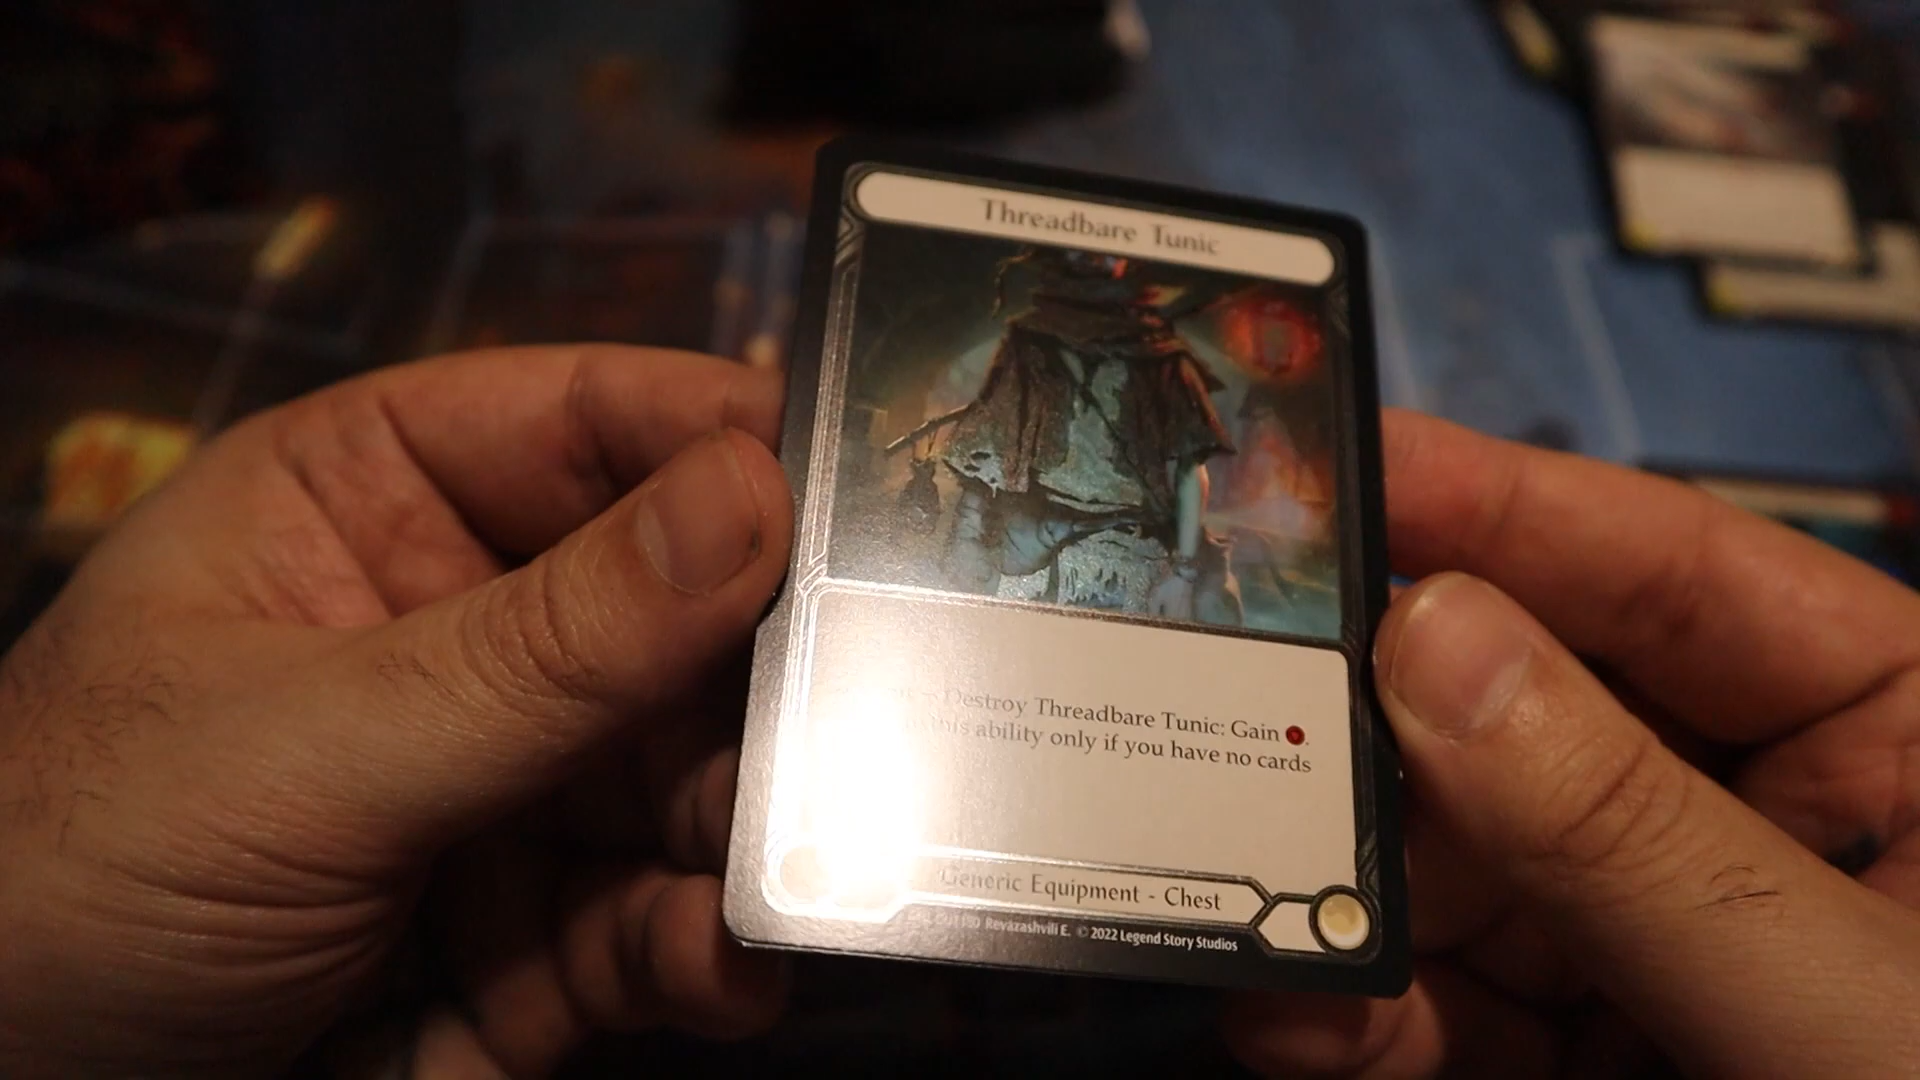 Threadbare Tunic
Destroy Threadbare Tunic: Gain
this ability only if you have no cards
Generic Equipment - Chest
Revazashvili E. © 2022 Legend Story Studios